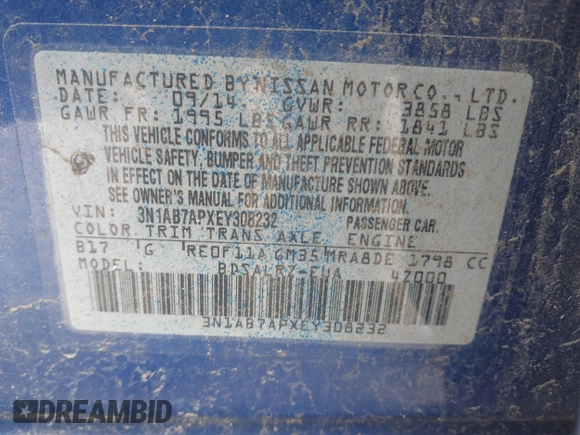 MANUFACTURED BY NISSAN MOTOR CO., LTD.
DATE: 09/14 GVWR: 3858 LBS
GAWR FR: 1995 LBS GAWR RR: 1841 LBS
THIS VEHICLE CONFORMS TO ALL APPLICABLE FEDERAL MOTOR
VEHICLE SAFETY, BUMPER AND THEFT PREVENTION STANDARDS
IN EFFECT ON THE DATE OF MANUFACTURE SHOWN ABOVE.
SEE OWNER'S MANUAL FOR ADDITIONAL INFORMATION.
VIN: 3N1AB7APXEY308232 PASSENGER CAR.
COLOR TRIM TRANS AXLE ENGINE
B17 G RE0F11A GM35 MRA8DE 1798 CC
MODEL: BDSALRZ-EUA 4Z000
3N1AB7APXEY308232
DREAMBID